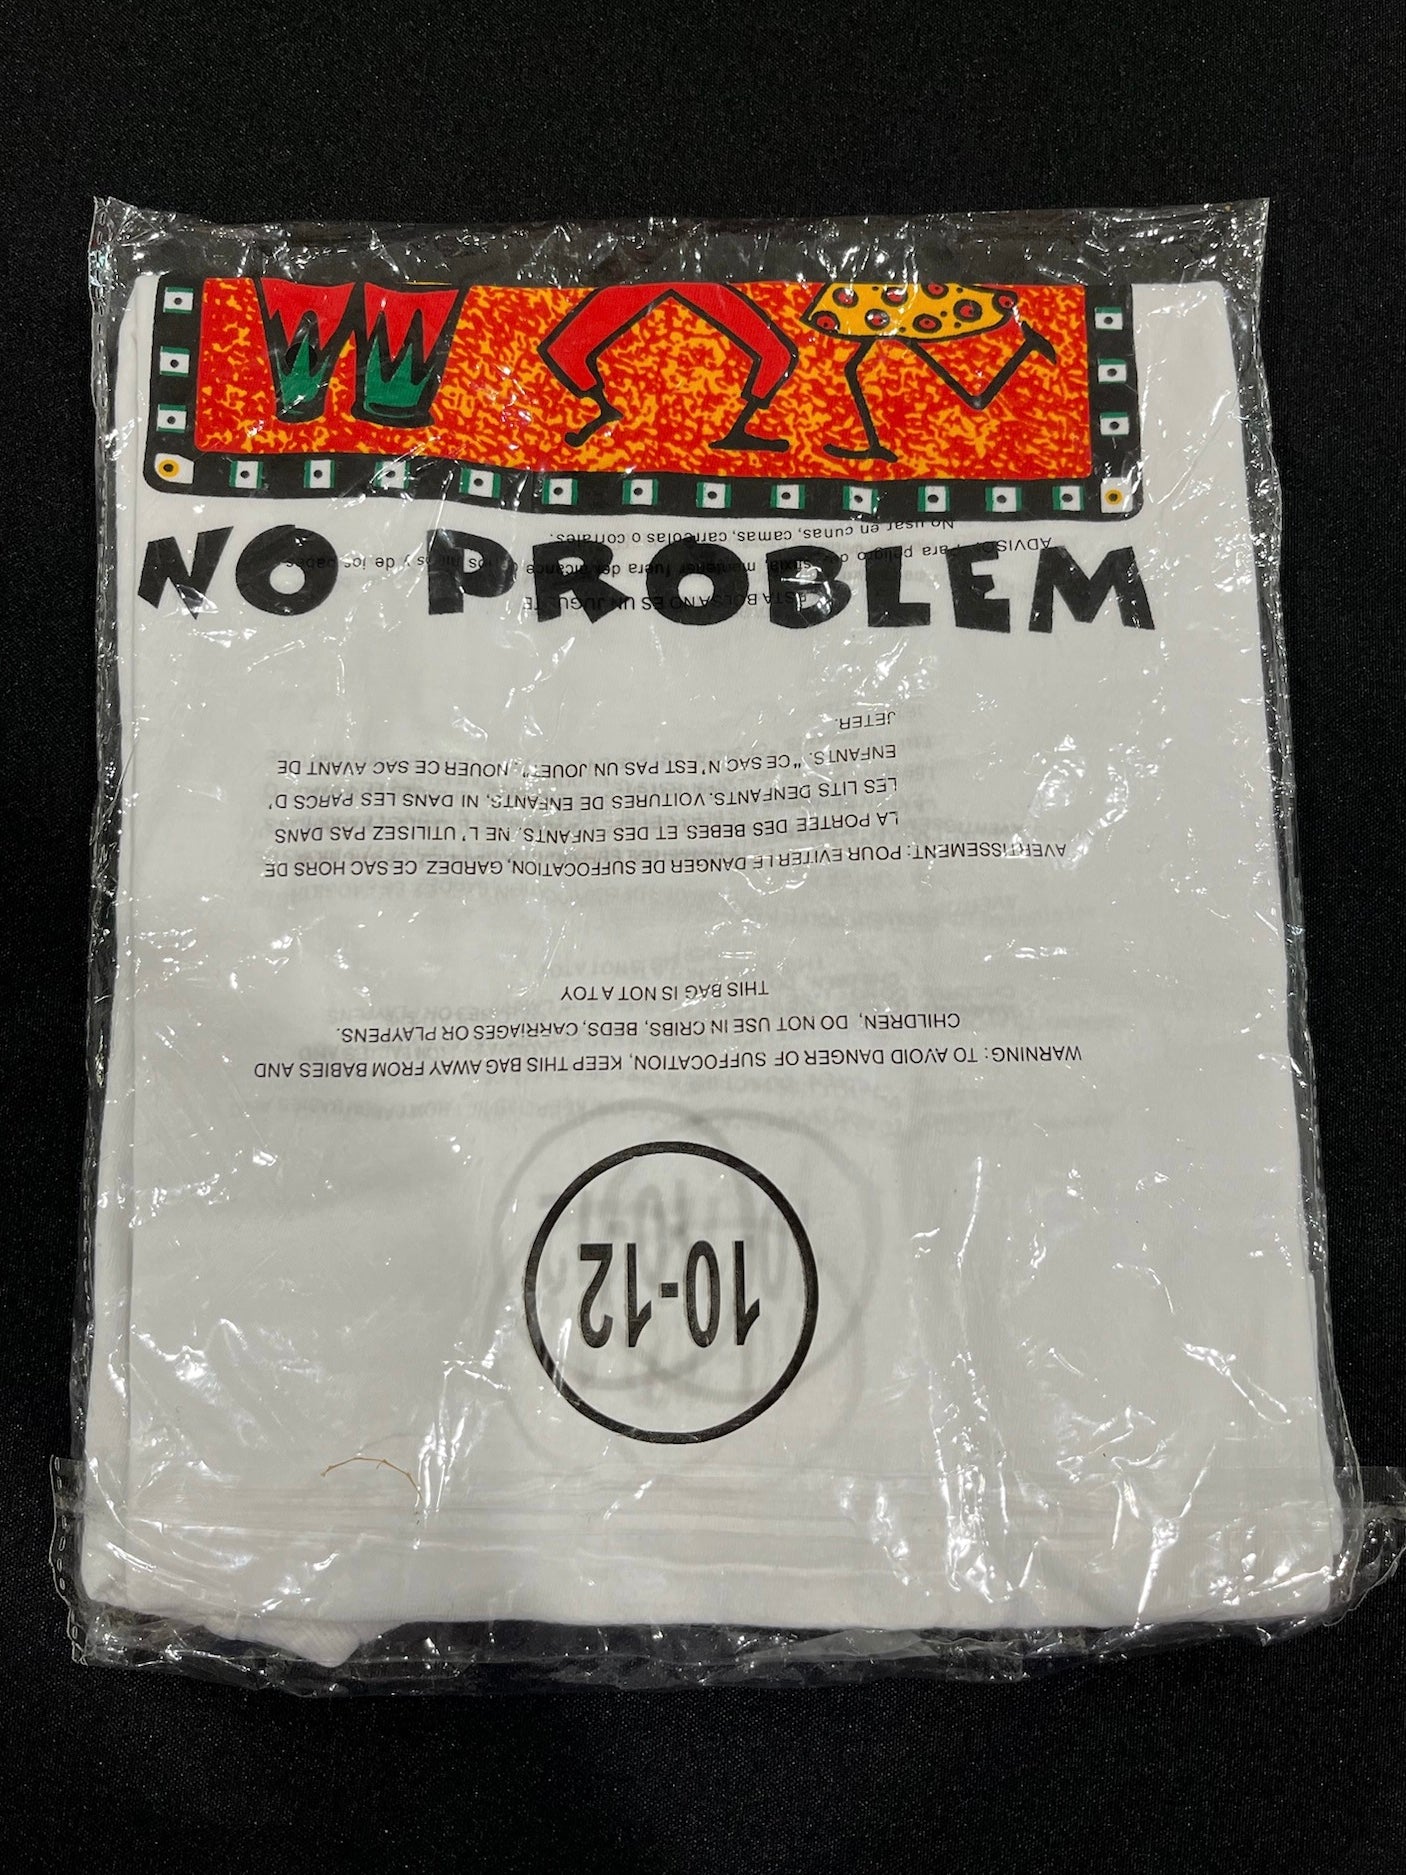 NO PROBLEM
10-12
WARNING: TO AVOID DANGER OF SUFFOCATION, KEEP THIS BAG AWAY FROM BABIES AND
CHILDREN, DO NOT USE IN CRIBS, BEDS, CARRIAGES OR PLAYPENS.
THIS BAG IS NOT A TOY
AVERTISSEMENT: POUR EVITER LE DANGER DE SUFFOCATION, GARDEZ CE SAC HORS DE
LA PORTEE DES BEBES ET DES ENFANTS, NE L' UTILISEZ PAS DANS
LES LITS DENFANTS. VOITURES DE ENFANTS, NI DANS LES PARCS D'
ENFANTS. "CE SAC N' EST PAS UN JOUET". NOUER CE SAC AVANT DE
JETER.
ESTA BOLSA NO ES UN JUGUETE
ADVISO: Para peligro de mantener fuera del alcance de los y de los
No usar en cunas, camas, carreolas o corrales.